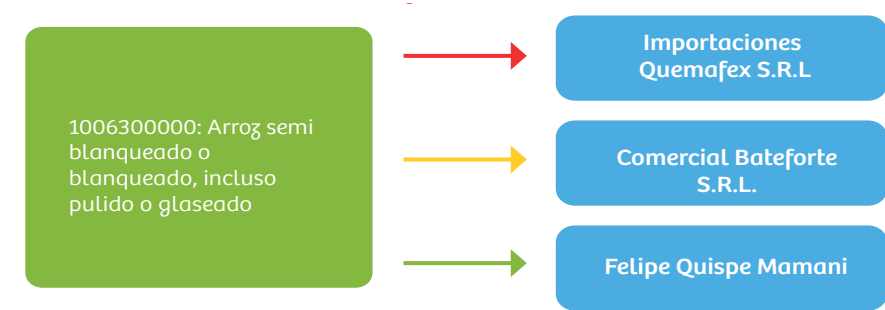 1006300000: Arroz semi
blanqueado o
blanqueado, incluso
pulido o glaseado
Importaciones
Quemafex S.R.L
Comercial Bateforte
S.R.L.
Felipe Quispe Mamani